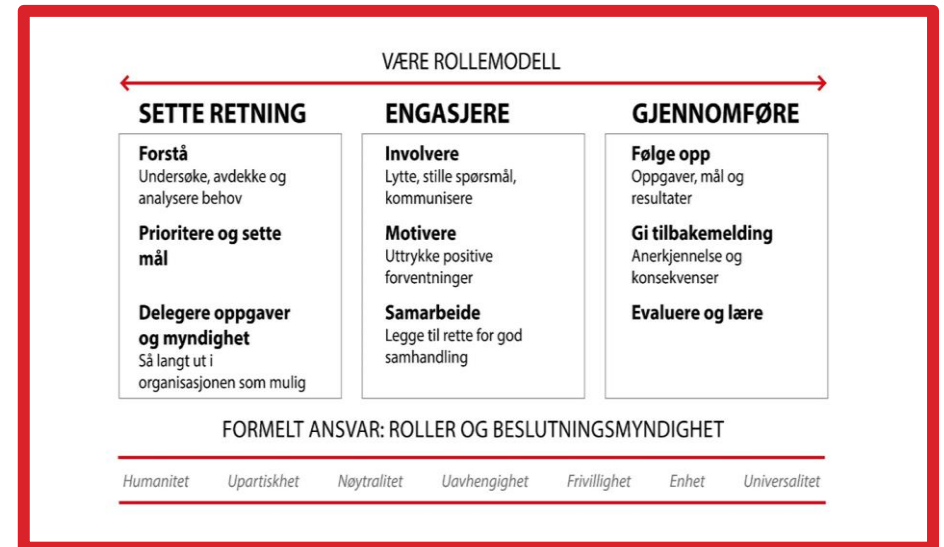 VÆRE ROLLEMODELL
SETTE RETNING
Forstå
Undersøke, avdekke og
analysere behov
Prioritere og sette
mål
Delegere oppgaver
og myndighet
Så langt ut i
organisasjonen som mulig
ENGASJERE
Involvere
Lytte, stille spørsmål,
kommunisere
Motivere
Uttrykke positive
forventninger
Samarbeide
Legge til rette for god
samhandling
GJENNOMFØRE
Følge opp
Oppgaver, mål og
resultater
Gi tilbakemelding
Anerkjennelse og
konsekvenser
Evaluere og lære
FORMELT ANSVAR: ROLLER OG BESLUTNINGSMYNDIGHET
Humanitet Upartiskhet Nøytralitet Uavhengighet Frivillighet Enhet Universalitet